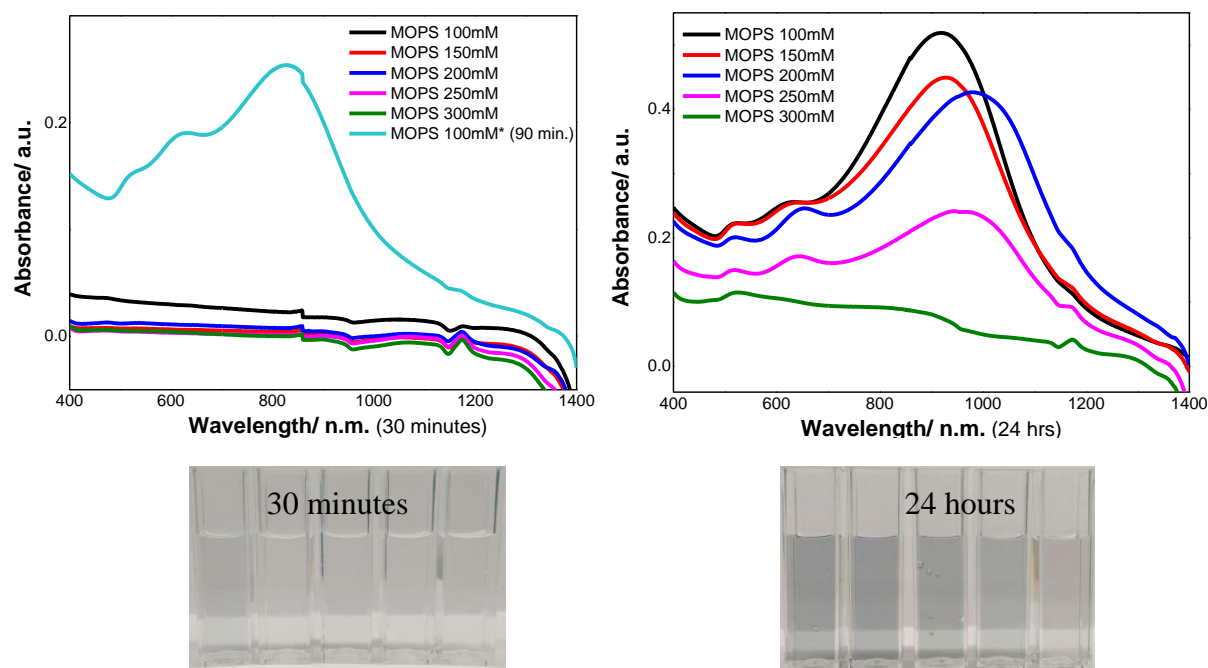 Absorbance/ a.u.
0.2
0.0
MOPS 100mM
MOPS 150mM
MOPS 200mM
MOPS 250mM
MOPS 300mM
MOPS 100mM* (90 min.)
400 600 800 1000 1200 1400
Wavelength/ n.m. (30 minutes)
Absorbance/ a.u.
0.4
0.2
0.0
MOPS 100mM
MOPS 150mM
MOPS 200mM
MOPS 250mM
MOPS 300mM
400 600 800 1000 1200 1400
Wavelength/ n.m. (24 hrs)
30 minutes
24 hours